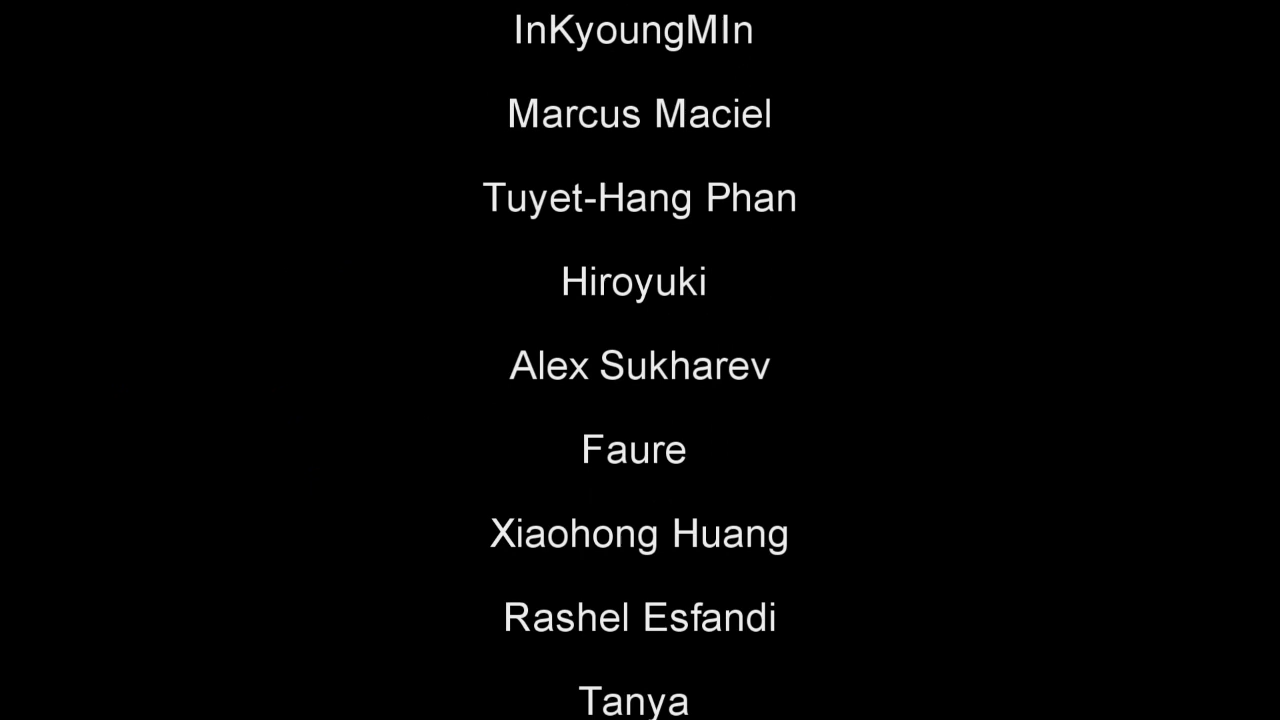 InKyoungMIn
Marcus Maciel
Tuyet-Hang Phan
Hiroyuki
Alex Sukharev
Faure
Xiaohong Huang
Rashel Esfandi
Tanya